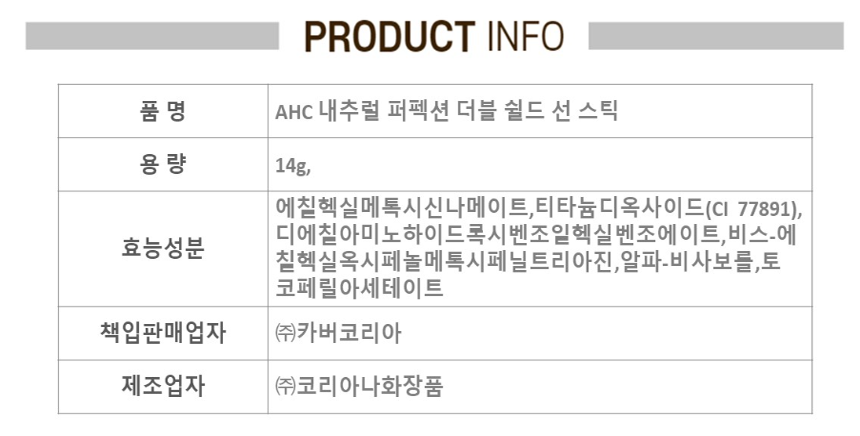 PRODUCT INFO
품 명
AHC 내추럴 퍼펙션 더블 쉴드 선 스틱
용 량
14g,
효능성분
에칠헥실메톡시신나메이트,티타늄디옥사이드(CI 77891),
디에칠아미노하이드록시벤조일헥실벤조에이트,비스-에
칠헥실옥시페놀메톡시페닐트리아진,알파-비사보롤,토
코페릴아세테이트
책임판매업자
㈜카버코리아
제조업자
㈜코리아나화장품